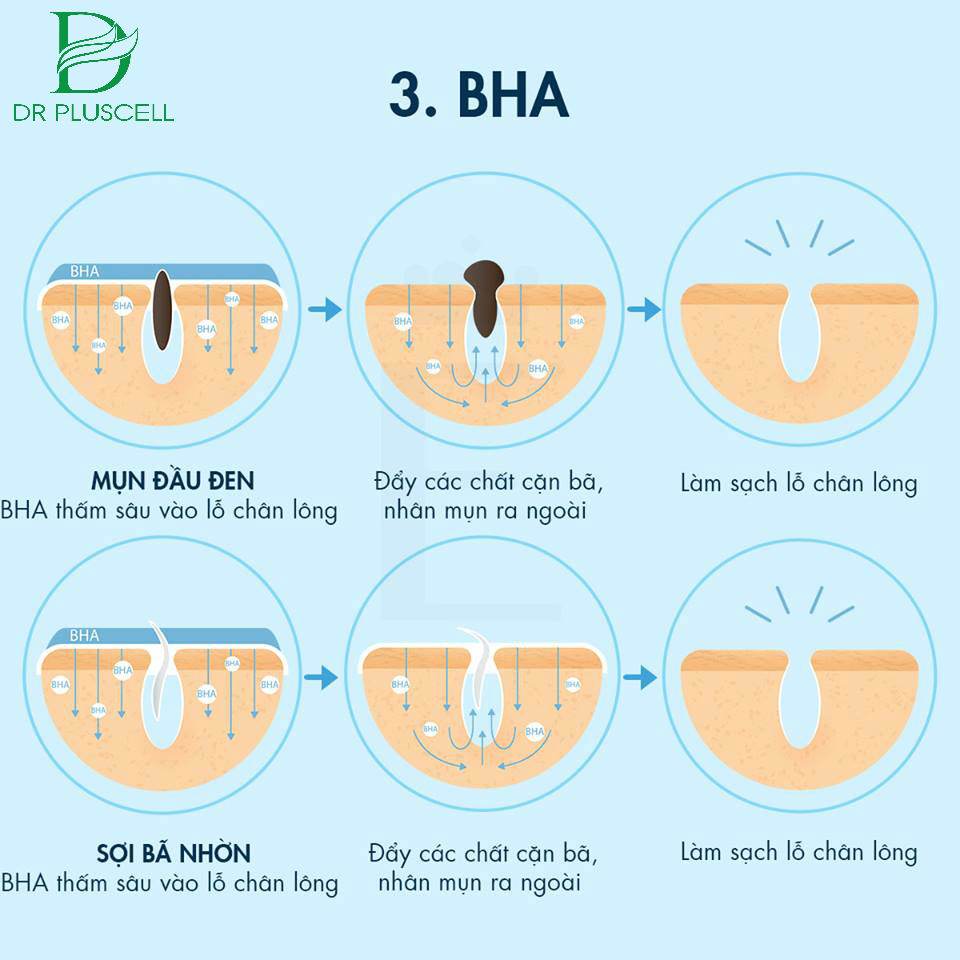 DR PLUSCELL
3. BHA
BHA
BHA
BHA
BHA
BHA
BHA
BHA
BHA
BHA
BHA
BHA
MỤN ĐẦU ĐEN
BHA thấm sâu vào lỗ chân lông
Đẩy các chất cặn bã,
nhân mụn ra ngoài
Làm sạch lỗ chân lông
BHA
BHA
BHA
BHA
BHA
BHA
BHA
BHA
BHA
BHA
BHA
SỢI BÃ NHỜN
BHA thấm sâu vào lỗ chân lông
Đẩy các chất cặn bã,
nhân mụn ra ngoài
Làm sạch lỗ chân lông